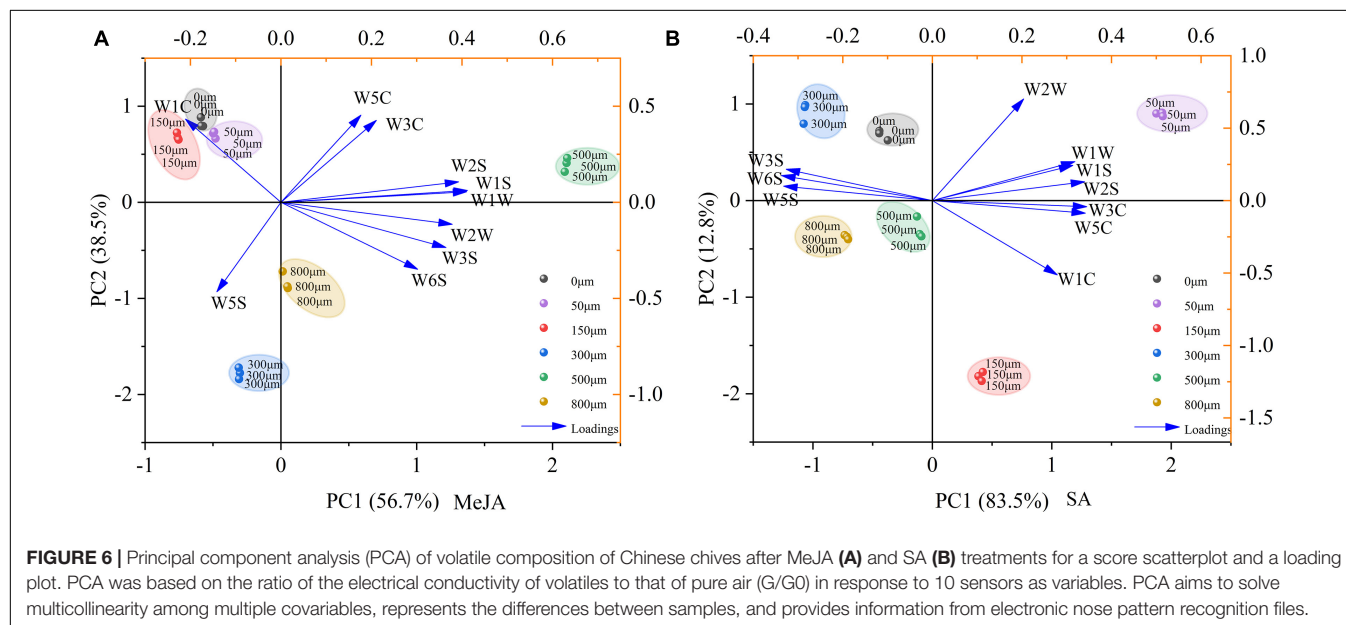 A
-0.2 0.0 0.2 0.4 0.6
B
-0.4 -0.2 0.0 0.2 0.4 0.6
1
0
-1
-2
PC2 (38.5%)
0.5
0.0
-0.5
-1.0
W1C
0μm
0μm
0μm
150μm
150μm
150μm
50μm
50μm
50μm
W5C
W3C
W2S
W1S
W1W
W2W
W3S
W6S
W5S
500μm
500μm
500μm
800μm
800μm
800μm
300μm
300μm
300μm
0μm
50μm
150μm
300μm
500μm
800μm
Loadings
-1 0 1 2
PC1 (56.7%) MeJA
1
0
-1
-2
PC2 (12.8%)
1.0
0.5
0.0
-0.5
-1.0
-1.5
300μm
300μm
300μm
0μm
0μm
0μm
W2W
50μm
50μm
50μm
W3S
W6S
W5S
W1W
W1S
W2S
W3C
W5C
W1C
800μm
800μm
800μm
500μm
500μm
500μm
150μm
150μm
150μm
0μm
50μm
150μm
300μm
500μm
800μm
Loadings
-1 0 1 2
PC1 (83.5%) SA
FIGURE 6 | Principal component analysis (PCA) of volatile composition of Chinese chives after MeJA (A) and SA (B) treatments for a score scatterplot and a loading
plot. PCA was based on the ratio of the electrical conductivity of volatiles to that of pure air (G/G0) in response to 10 sensors as variables. PCA aims to solve
multicollinearity among multiple covariables, represents the differences between samples, and provides information from electronic nose pattern recognition files.